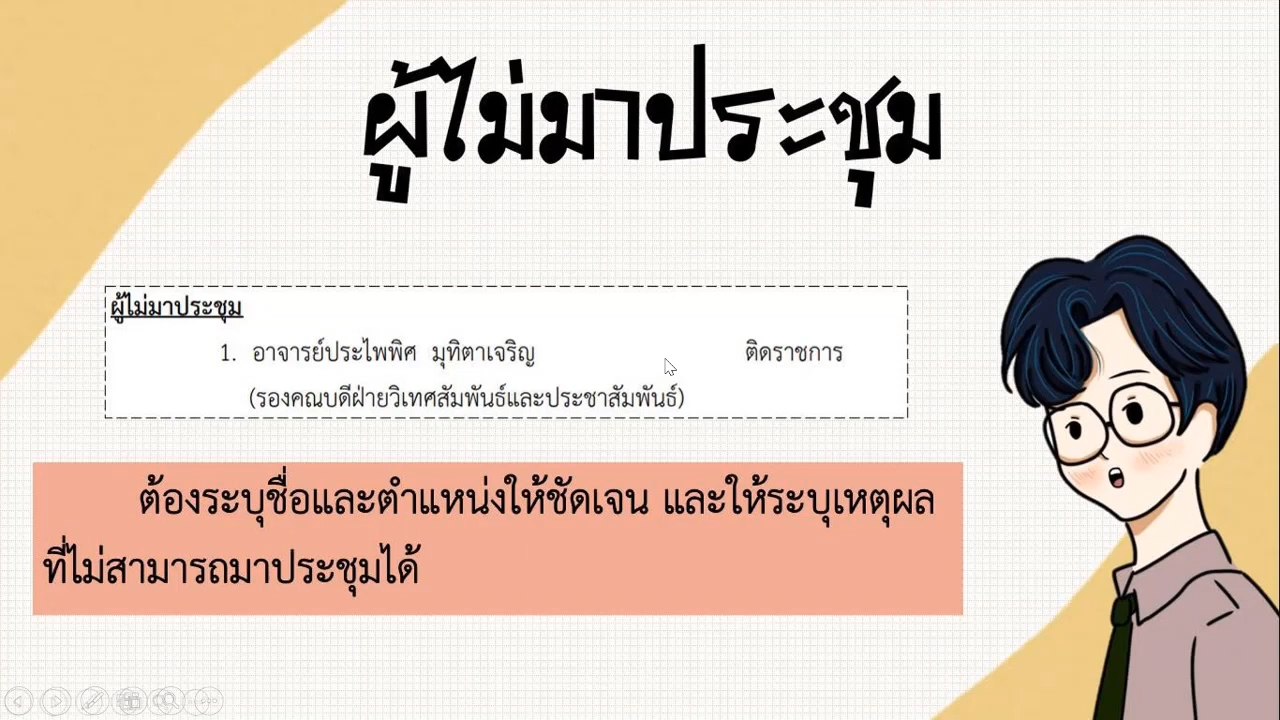 ผู้ไม่มาประชุม
ผู้ไม่มาประชุม
1. อาจารย์ประไพพิศ มุทิตาเจริญ ติดราชการ
(รองคณบดีฝ่ายวิเทศสัมพันธ์และประชาสัมพันธ์)
ต้องระบุชื่อและตำแหน่งให้ชัดเจน และให้ระบุเหตุผล
ที่ไม่สามารถมาประชุมได้